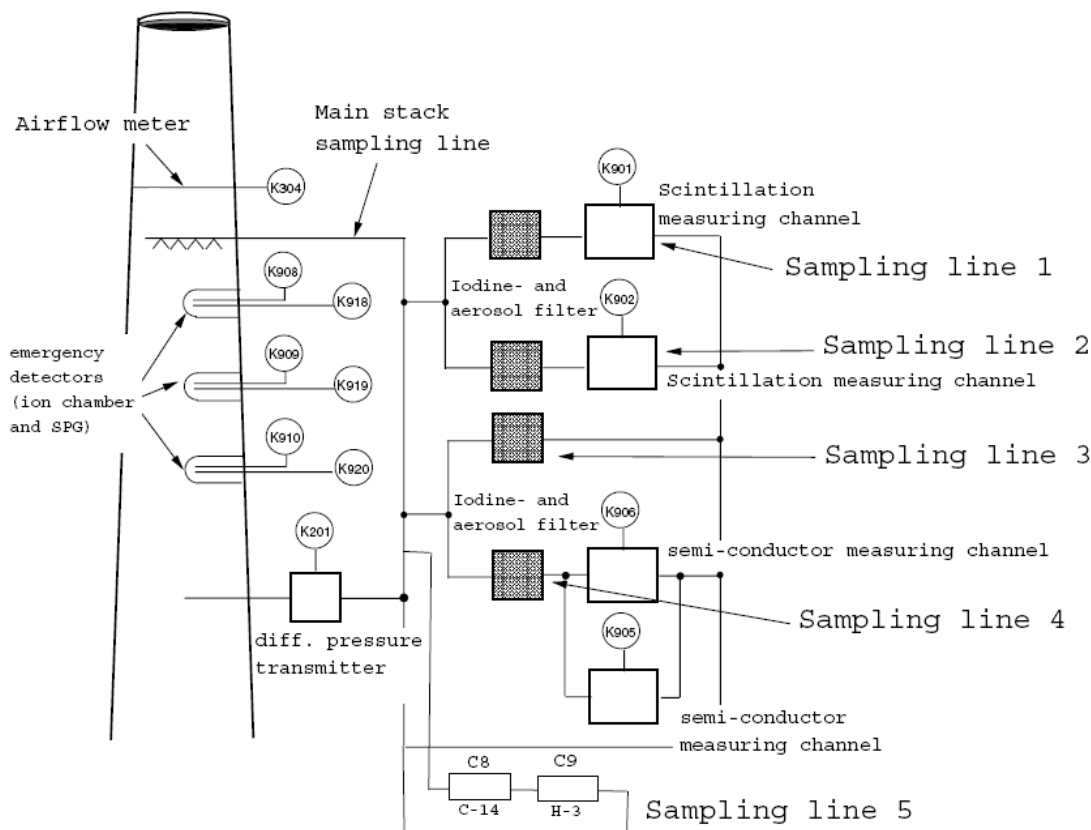 Airflow meter
Main stack
sampling line
K304
K901
Scintillation
measuring channel
Sampling line 1
K908
K918
Iodine- and
aerosol filter
K902
Sampling line 2
Scintillation measuring channel
emergency
detectors
(ion chamber
and SPG)
K909
K919
K910
K920
Sampling line 3
Iodine- and
aerosol filter
K906
semi-conductor measuring channel
K201
diff. pressure
transmitter
Sampling line 4
K905
semi-conductor
measuring channel
C8
C9
C-14
H-3
Sampling line 5